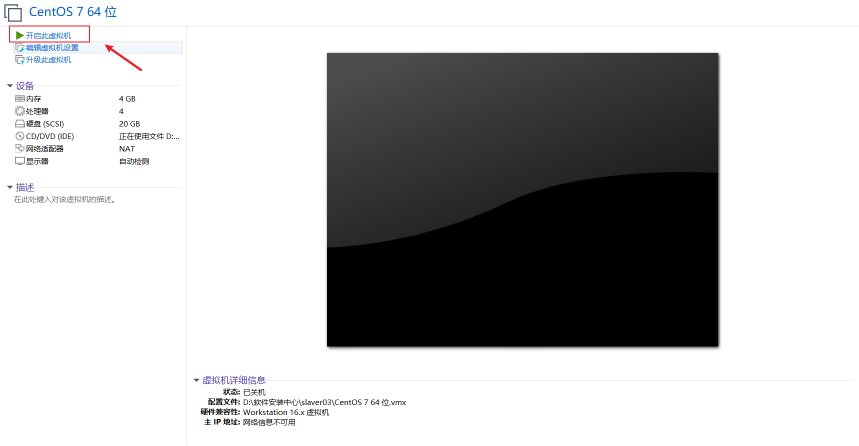 CentOS 7 64 位
开启此虚拟机
编辑虚拟机设置
升级此虚拟机
设备
内存 4 GB
处理器 4
硬盘 (SCSI) 20 GB
CD/DVD (IDE) 正在使用文件 D:...
网络适配器 NAT
显示器 自动检测
描述
在此处键入对该虚拟机的描述。
虚拟机详细信息
状态: 已关机
配置文件: D:\软件安装中心\slaver03\CentOS 7 64 位.vmx
硬件兼容性: Workstation 16.x 虚拟机
主 IP 地址: 网络信息不可用